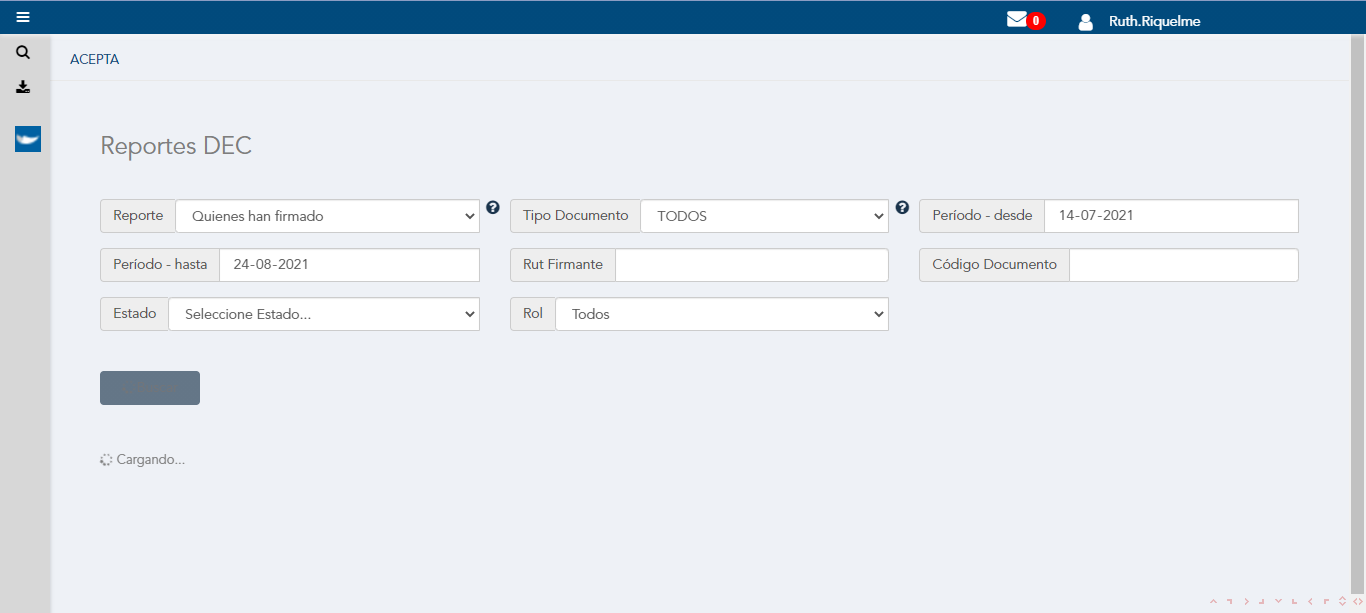 0 Ruth.Riquelme
ACEPTA
Reportes DEC
Reporte Quienes han firmado Tipo Documento TODOS Período - desde 14-07-2021
Período - hasta 24-08-2021 Rut Firmante Código Documento
Estado Seleccione Estado... Rol Todos
Cargando...